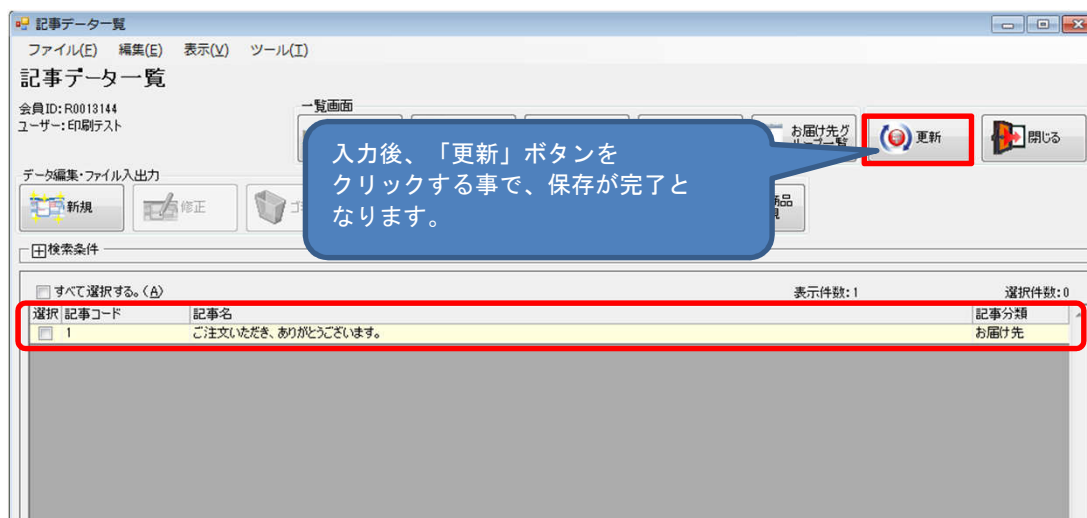 記事データ一覧
ファイル(F) 編集(E) 表示(V) ツール(T)
記事データ一覧
会員ID:R0013144
ユーザー:印刷テスト
一覧画面
お届け先グ
ループ一覧
更新
閉じる
入力後、「更新」ボタンを
クリックする事で、保存が完了と
なります。
データ編集・ファイル入出力
新規
修正
ゴミ
検索条件
すべて選択する。(A)
表示件数:1
選択件数:0
選択 記事コード 記事名 記事分類
1 ご注文いただき、ありがとうございます。 お届け先